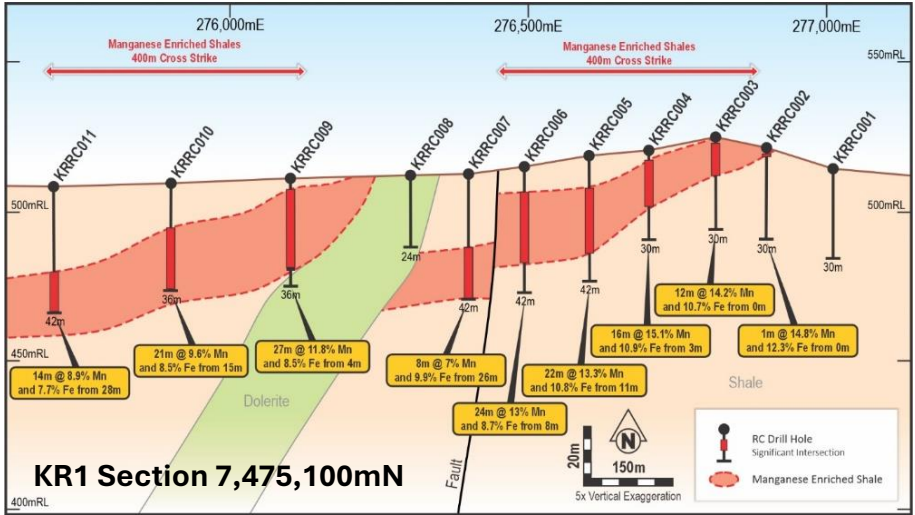 276,000mE
276,500mE
277,000mE
Manganese Enriched Shales
400m Cross Strike
Manganese Enriched Shales
400m Cross Strike
550mRL
KRRC011
KRRC010
KRRC009
KRRC008
KRRC007
KRRC006
KRRC005
KRRC004
KRRC003
KRRC002
KRRC001
500mRL
500mRL
42m
36m
36m
24m
42m
42m
42m
30m
30m
30m
30m
450mRL
450mRL
14m @ 8.9% Mn
and 7.7% Fe from 28m
21m @ 9.6% Mn
and 8.5% Fe from 15m
27m @ 11.8% Mn
and 8.5% Fe from 4m
8m @ 7% Mn
and 9.9% Fe from 26m
24m @ 13% Mn
and 8.7% Fe from 8m
22m @ 13.3% Mn
and 10.8% Fe from 11m
16m @ 15.1% Mn
and 10.9% Fe from 3m
12m @ 14.2% Mn
and 10.7% Fe from 0m
1m @ 14.8% Mn
and 12.3% Fe from 0m
Dolerite
Shale
Fault
KR1 Section 7,475,100mN
20m
N
150m
5x Vertical Exaggeration
RC Drill Hole
Significant Intersection
Manganese Enriched Shale
400mRL
400mRL